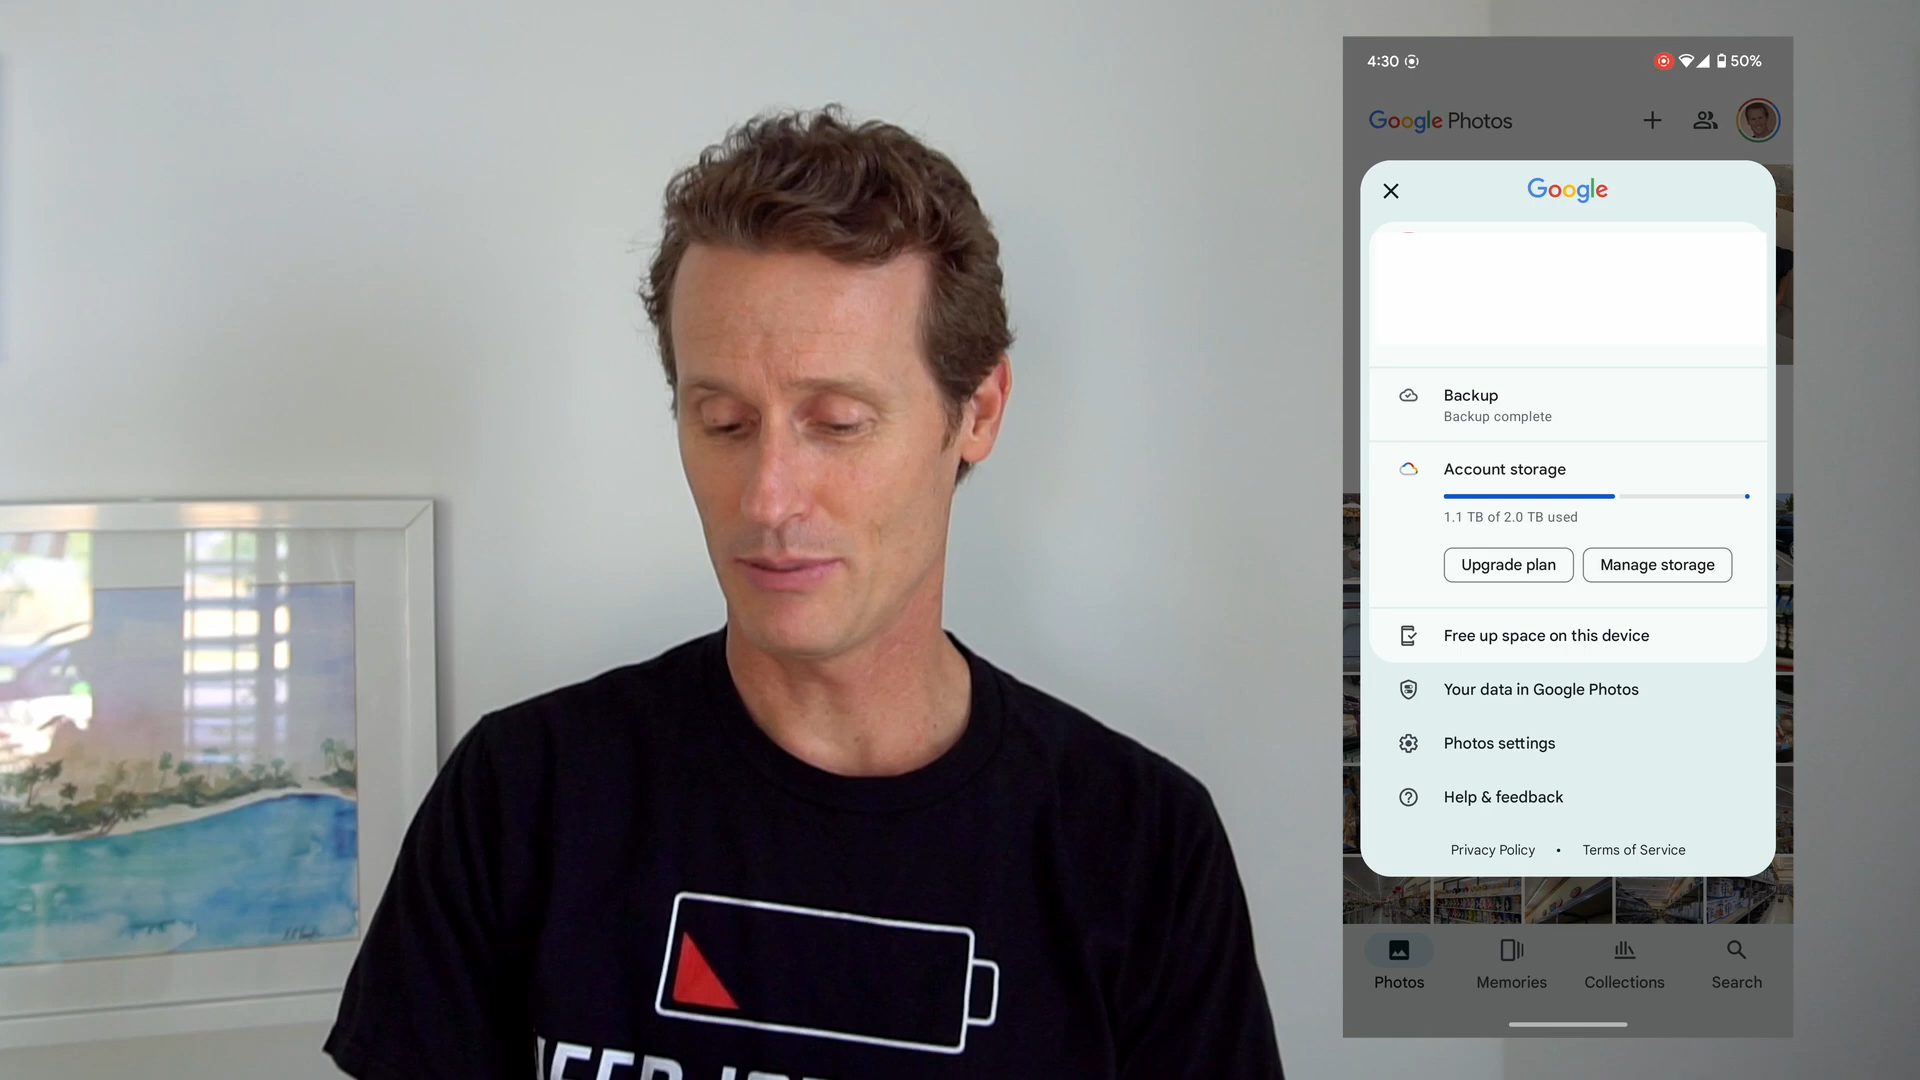 4:30
50%
Google Photos
Google
Backup
Backup complete
Account storage
1.1 TB of 2.0 TB used
Upgrade plan
Manage storage
Free up space on this device
Your data in Google Photos
Photos settings
Help & feedback
Privacy Policy • Terms of Service
Photos
Memories
Collections
Search